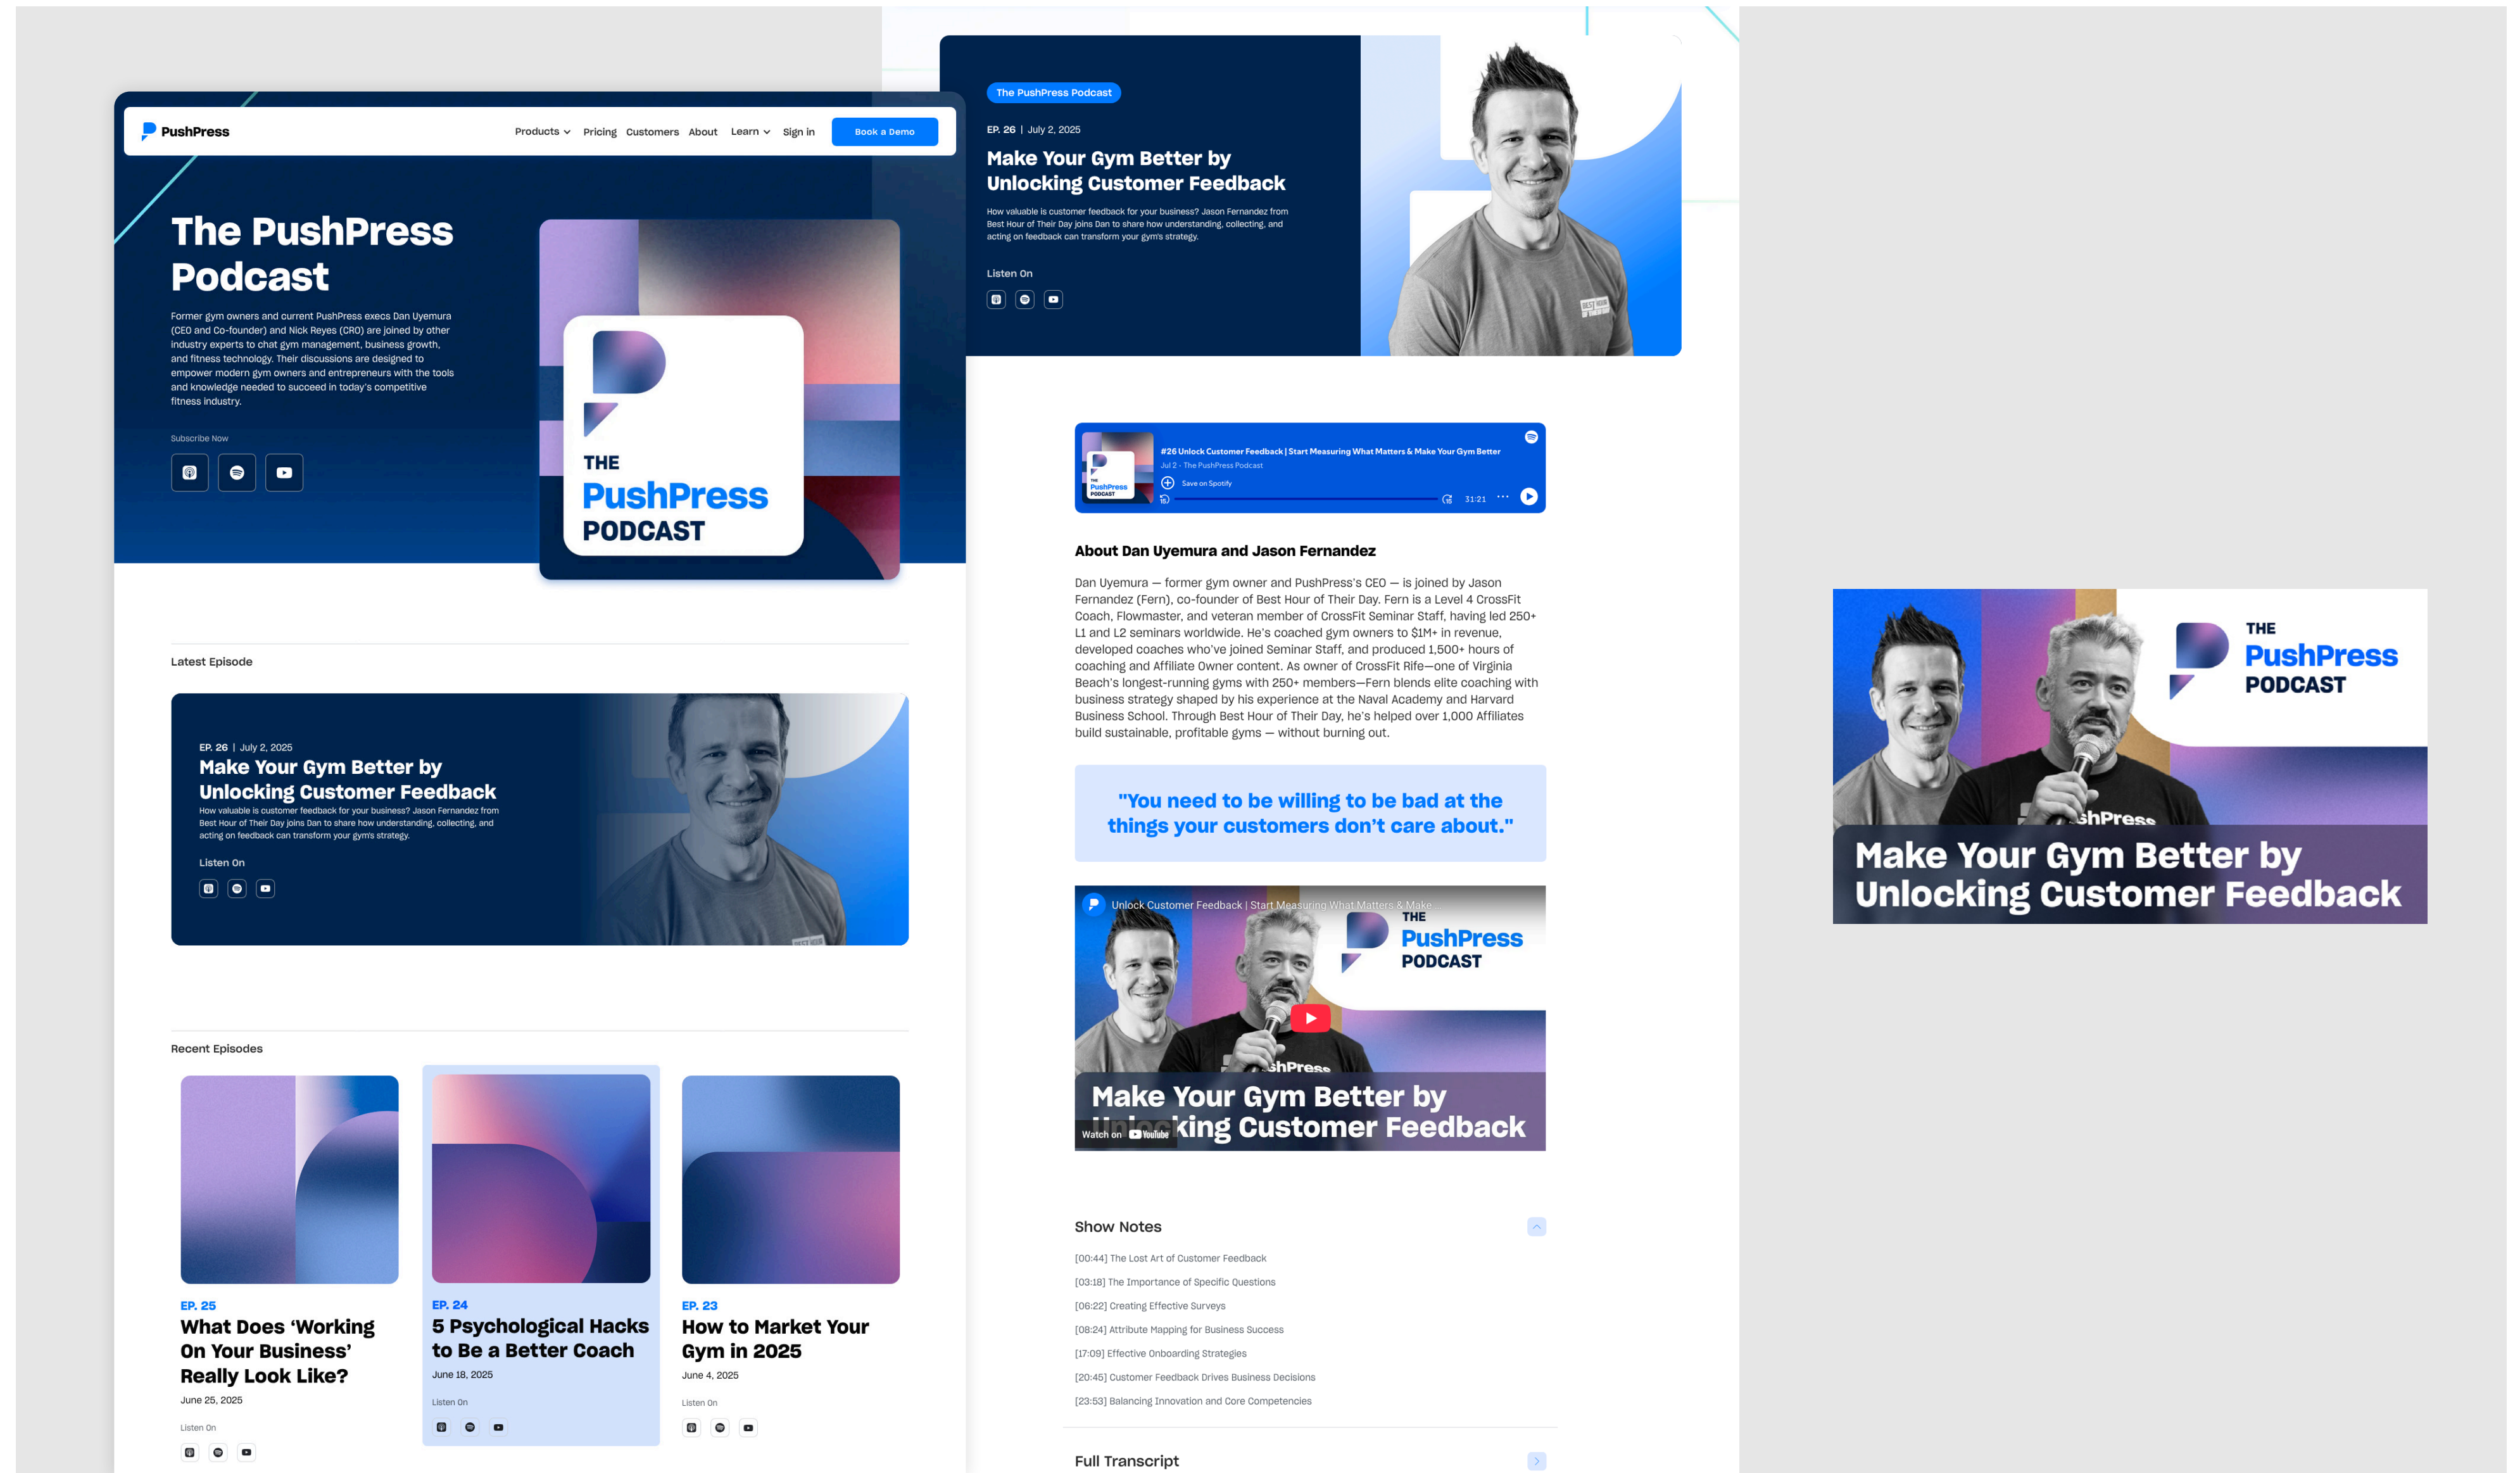 PushPress
Products
Pricing
Customers
About
Learn
Sign in
Book a Demo
The PushPress
Podcast
Former gym owners and current PushPress execs Dan Uyemura
(CEO and Co-founder) and Nick Reyes (CRO) are joined by other
industry experts to chat gym management, business growth,
and fitness technology. Their discussions are designed to
empower modern gym owners and entrepreneurs with the tools
and knowledge needed to succeed in today's competitive
fitness industry.
Subscribe Now
THE
PushPress
PODCAST
Latest Episode
EP. 26 | July 2, 2025
Make Your Gym Better by
Unlocking Customer Feedback
How valuable is customer feedback for your business? Jason Fernandez from
Best Hour of Their Day joins Dan to share how understanding, collecting, and
acting on feedback can transform your gym's strategy.
Listen On
BEST HOUR
Recent Episodes
EP. 25
What Does ‘Working
On Your Business’
Really Look Like?
June 25, 2025
Listen On
EP. 24
5 Psychological Hacks
to Be a Better Coach
June 18, 2025
Listen On
EP. 23
How to Market Your
Gym in 2025
June 4, 2025
Listen On
The PushPress Podcast
EP. 26 | July 2, 2025
Make Your Gym Better by
Unlocking Customer Feedback
How valuable is customer feedback for your business? Jason Fernandez from
Best Hour of Their Day joins Dan to share how understanding, collecting, and
acting on feedback can transform your gym's strategy.
Listen On
BEST HOUR
OF THEIR DAY
THE
PushPress
PODCAST
#26 Unlock Customer Feedback | Start Measuring What Matters & Make Your Gym Better
Jul 2 - The PushPress Podcast
Save on Spotify
15
15
31:21
About Dan Uyemura and Jason Fernandez
Dan Uyemura — former gym owner and PushPress's CEO — is joined by Jason
Fernandez (Fern), co-founder of Best Hour of Their Day. Fern is a Level 4 CrossFit
Coach, Flowmaster, and veteran member of CrossFit Seminar Staff, having led 250+
L1 and L2 seminars worldwide. He's coached gym owners to $1M+ in revenue,
developed coaches who've joined Seminar Staff, and produced 1,500+ hours of
coaching and Affiliate Owner content. As owner of CrossFit Rife—one of Virginia
Beach's longest-running gyms with 250+ members—Fern blends elite coaching with
business strategy shaped by his experience at the Naval Academy and Harvard
Business School. Through Best Hour of Their Day, he's helped over 1,000 Affiliates
build sustainable, profitable gyms — without burning out.
"You need to be willing to be bad at the
things your customers don't care about."
Unlock Customer Feedback | Start Measuring What Matters & Make...
THE
PushPress
PODCAST
shPress
Make Your Gym Better by
Unlocking Customer Feedback
Watch on YouTube
Show Notes
[00:44] The Lost Art of Customer Feedback
[03:18] The Importance of Specific Questions
[06:22] Creating Effective Surveys
[08:24] Attribute Mapping for Business Success
[17:09] Effective Onboarding Strategies
[20:45] Customer Feedback Drives Business Decisions
[23:53] Balancing Innovation and Core Competencies
Full Transcript
THE
PushPress
PODCAST
shPress
Make Your Gym Better by
Unlocking Customer Feedback